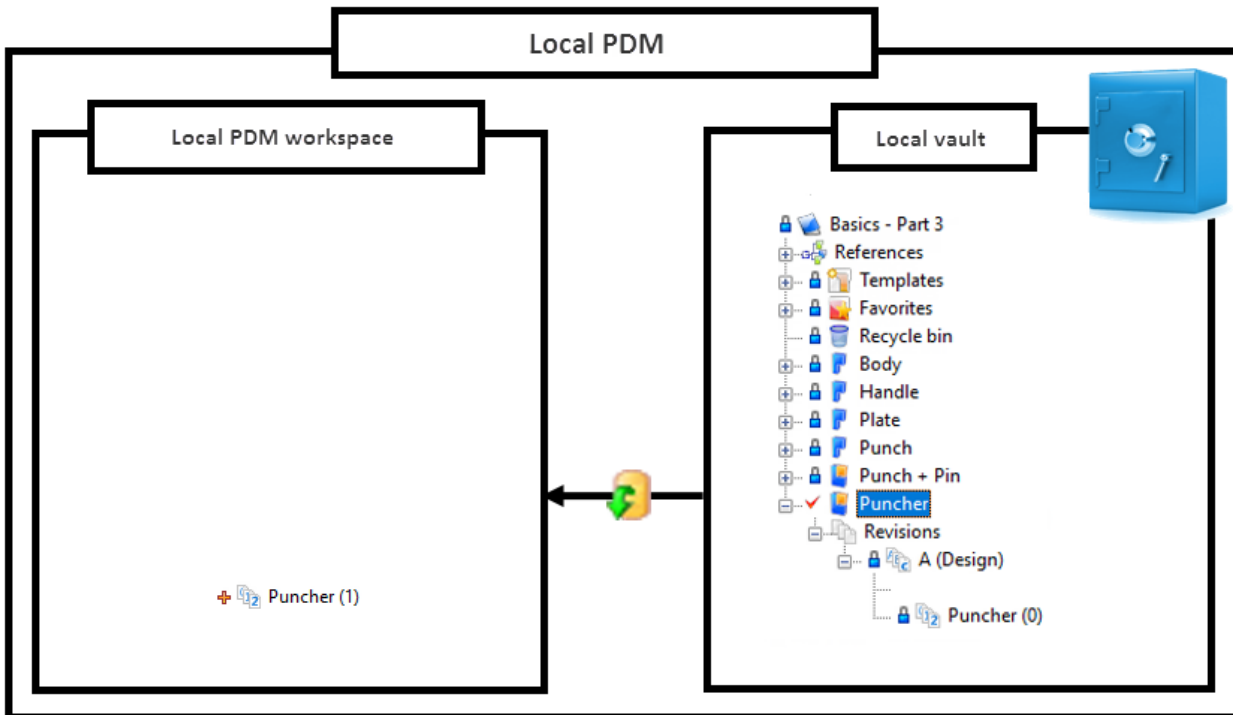 Local PDM
Local PDM workspace
Puncher (1)
Local vault
Basics - Part 3
References
Templates
Favorites
Recycle bin
Body
Handle
Plate
Punch
Punch + Pin
Puncher
Revisions
A (Design)
Puncher (0)